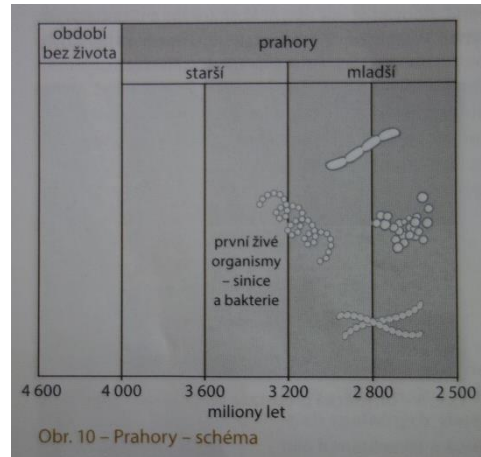 období
bez života
prahory
starší
mladší
první živé
organismy
– sinice
a bakterie
4 600
4 000
3 600
3 200
2 800
2 500
miliony let
Obr. 10 – Prahory – schéma